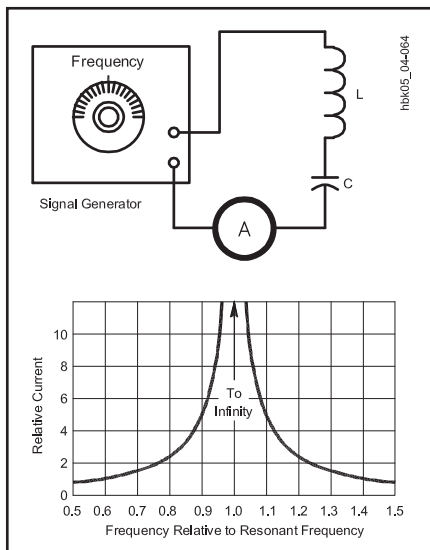 Frequency
Signal Generator
L
C
A
hbk05_04-064
Relative Current
10
8
6
4
2
0
To
Infinity
0.5 0.6 0.7 0.8 0.9 1.0 1.1 1.2 1.3 1.4 1.5
Frequency Relative to Resonant Frequency